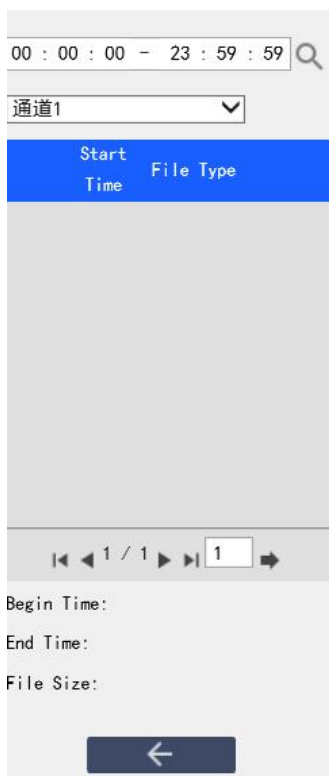 00 : 00 : 00 - 23 : 59 : 59
通道1
Start
Time
File Type
1 / 1
1
Begin Time:
End Time:
File Size: